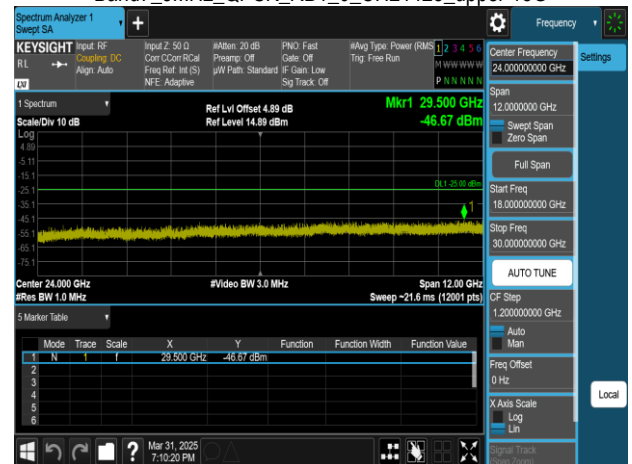 Spectrum Analyzer 1
Swept SA
+
Frequency
KEYSIGHT
RL
LXI
Input: RF
Coupling: DC
Align: Auto
Input Z: 50 Ω
Corr CCorr RCal
Freq Ref: Int (S)
NFE: Adaptive
#Atten: 20 dB
Preamp: Off
µW Path: Standard
PNO: Fast
Gate: Off
IF Gain: Low
Sig Track: Off
#Avg Type: Power (RMS
Trig: Free Run
1 2 3 4 5 6
M W W W W W
P N N N N N
Center Frequency
24.000000000 GHz
Settings
1 Spectrum
Scale/Div 10 dB
Ref Lvl Offset 4.89 dB
Ref Level 14.89 dBm
Mkr1 29.500 GHz
-46.67 dBm
Log
4.89
-5.11
-15.1
-25.1
-35.1
-45.1
-55.1
-65.1
-75.1
DL1 -25.00 dBm
1
Center 24.000 GHz
#Res BW 1.0 MHz
#Video BW 3.0 MHz
Span 12.00 GHz
Sweep ~21.6 ms (12001 pts)
Span
12.0000000 GHz
Swept Span
Zero Span
Full Span
Start Freq
18.000000000 GHz
Stop Freq
30.000000000 GHz
AUTO TUNE
CF Step
1.200000000 GHz
Auto
Man
Freq Offset
0 Hz
X Axis Scale
Log
Lin
Signal Track
(Span Zoom)
Local
5 Marker Table
Mode Trace Scale X Y Function Function Width Function Value
1 N 1 f 29.500 GHz -46.67 dBm
2
3
4
5
6
?
Mar 31, 2025
7:10:20 PM